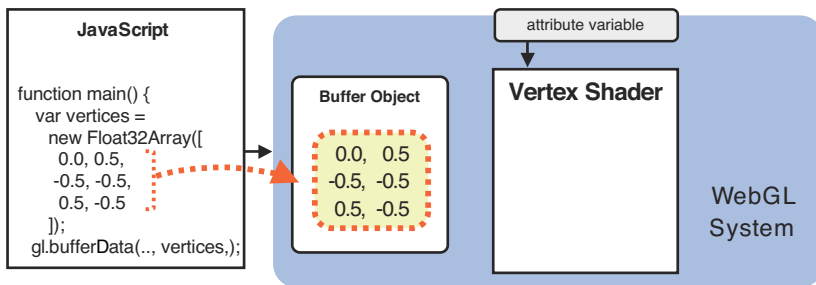 JavaScript
function main() {
var vertices =
new Float32Array([
0.0, 0.5,
-0.5, -0.5,
0.5, -0.5
]);
gl.bufferData(.., vertices,);
Buffer Object
0.0, 0.5
-0.5, -0.5
0.5, -0.5
attribute variable
Vertex Shader
WebGL
System